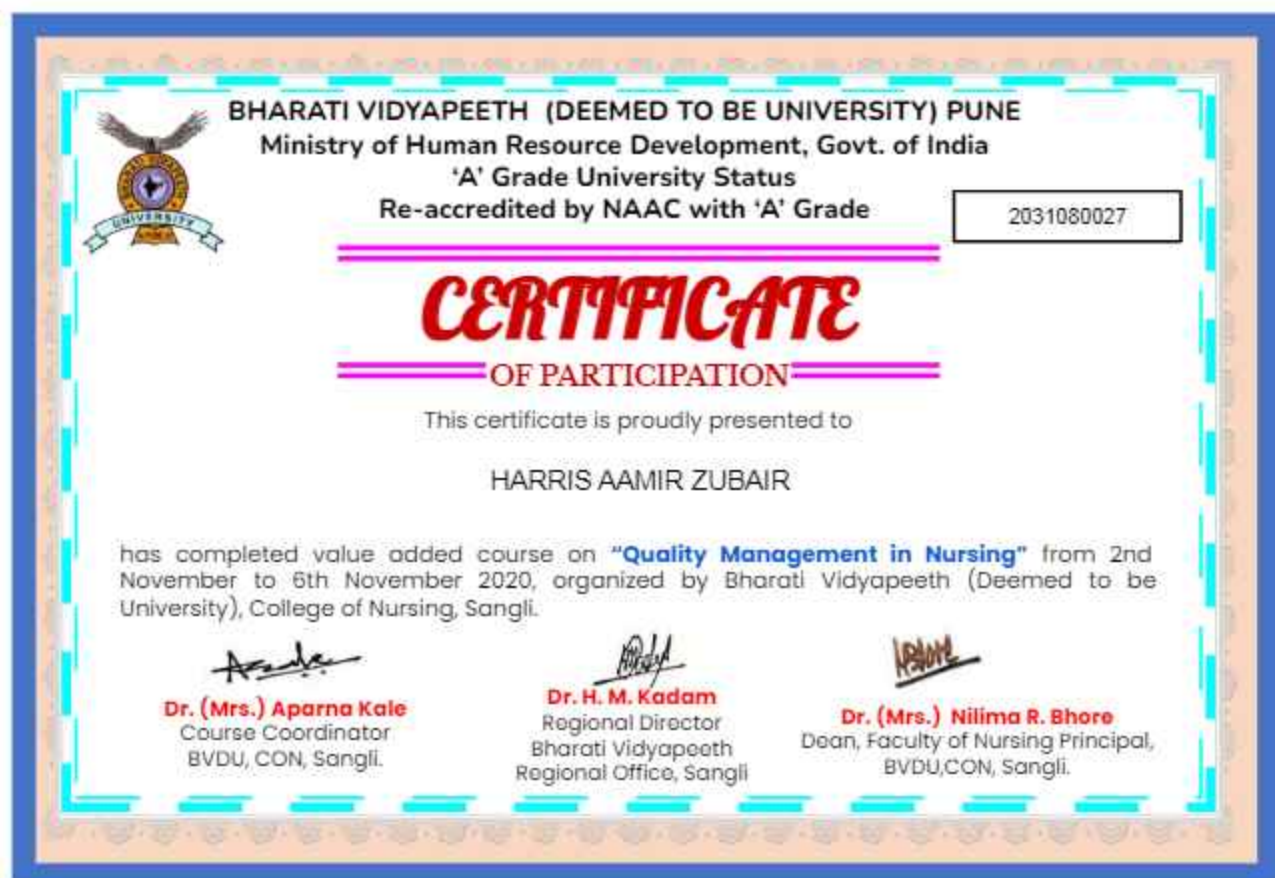 BHARATI VIDYAPEETH (DEEMED TO BE UNIVERSITY) PUNE
Ministry of Human Resource Development, Govt. of India
‘A’ Grade University Status
Re-accredited by NAAC with ‘A’ Grade
2031080027
BHARATI VIDYAPEETH
UNIVERSITY
CERTIFICATE
OF PARTICIPATION
This certificate is proudly presented to
HARRIS AAMIR ZUBAIR
has completed value added course on “Quality Management in Nursing” from 2nd
November to 6th November 2020, organized by Bharati Vidyapeeth (Deemed to be
University), College of Nursing, Sangli.
Dr. (Mrs.) Aparna Kale
Course Coordinator
BVDU, CON, Sangli.
Dr. H. M. Kadam
Regional Director
Bharati Vidyapeeth
Regional Office, Sangli
Dr. (Mrs.) Nilima R. Bhore
Dean, Faculty of Nursing Principal,
BVDU,CON, Sangli.